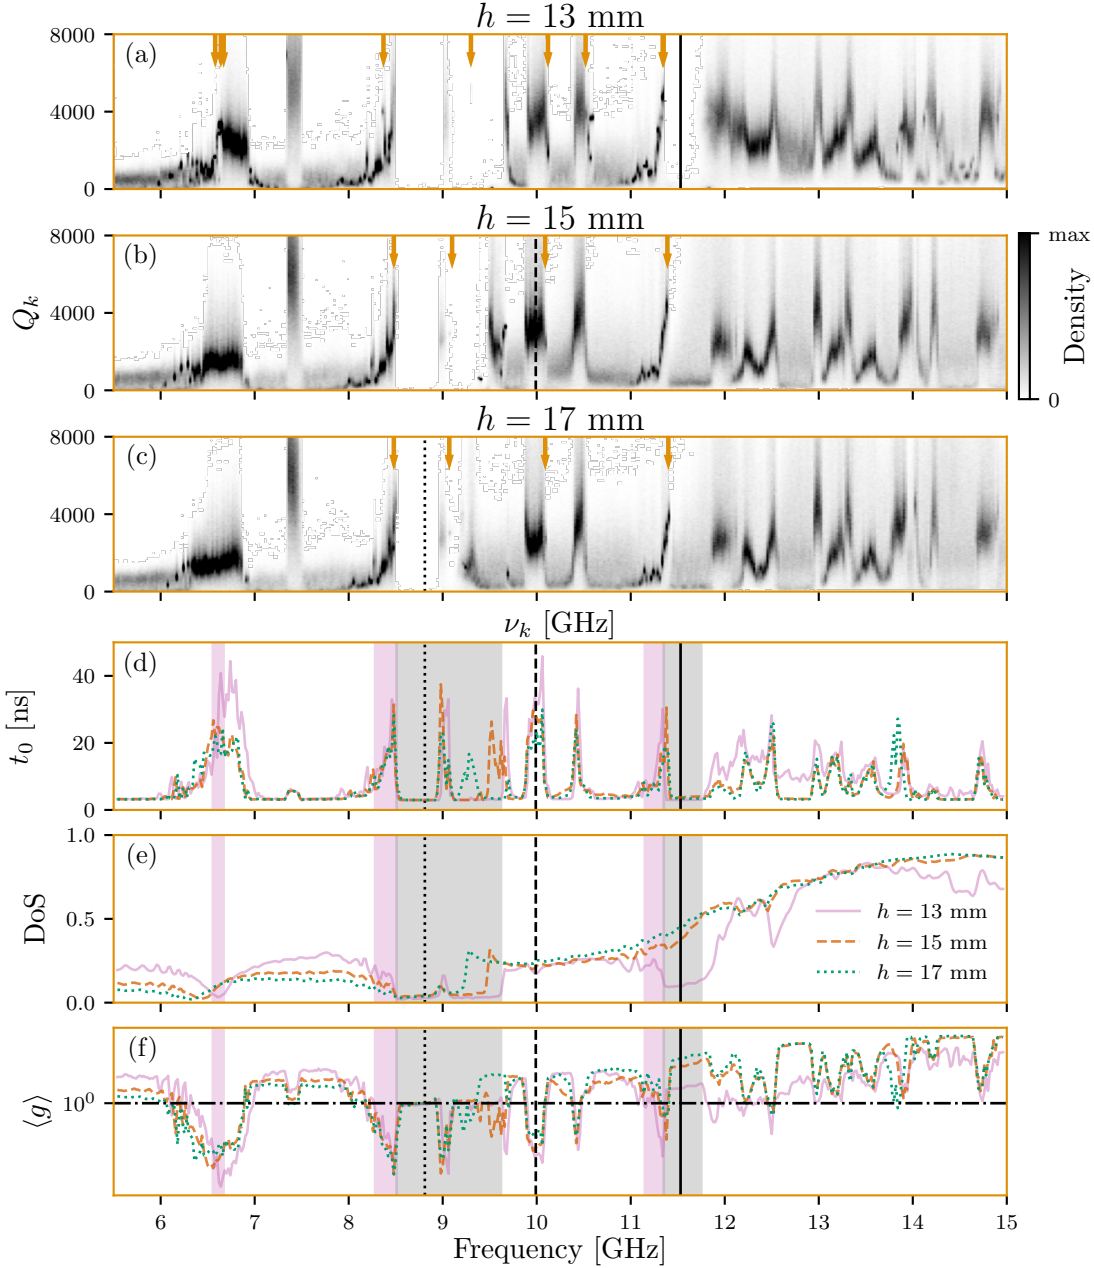 h = 13 mm
(a)
8000
4000
0
h = 15 mm
(b)
8000
4000
0
Q_k
max
Density
0
h = 17 mm
(c)
8000
4000
0
ν_k [GHz]
(d)
40
20
0
t_0 [ns]
(e)
1.0
0.5
0.0
DoS
h = 13 mm
h = 15 mm
h = 17 mm
(f)
10^0
⟨g⟩
6 7 8 9 10 11 12 13 14 15
Frequency [GHz]